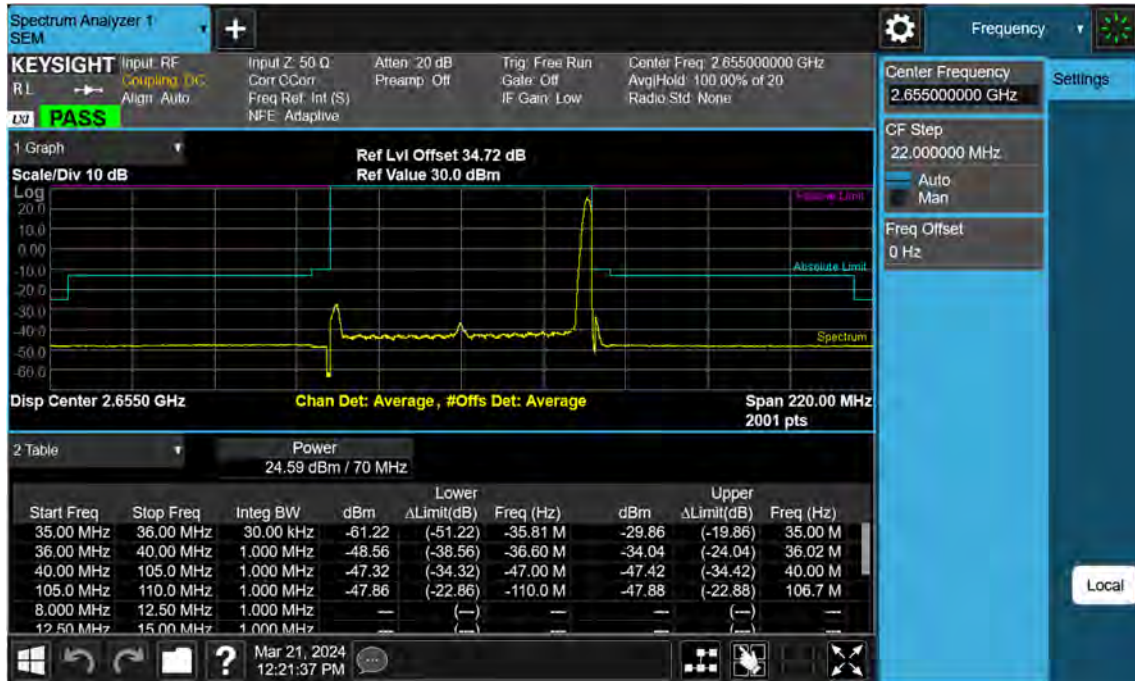 Spectrum Analyzer 1
SEM
+
Frequency
KEYSIGHT
RL
LXI
PASS
Input: RF
Coupling: DC
Align: Auto
Input Z: 50 Ω
Corr CCorr
Freq Ref: Int (S)
NFE: Adaptive
Atten: 20 dB
Preamp: Off
Trig: Free Run
Gate: Off
IF Gain: Low
Center Freq: 2.655000000 GHz
Avg|Hold: 100.00% of 20
Radio Std: None
Center Frequency
2.655000000 GHz
Settings
CF Step
22.000000 MHz
Auto
Man
Freq Offset
0 Hz
Local
1 Graph
Scale/Div 10 dB
Ref Lvl Offset 34.72 dB
Ref Value 30.0 dBm
Log
20.0
10.0
0.00
-10.0
-20.0
-30.0
-40.0
-50.0
-60.0
Relative Limit
Absolute Limit
Spectrum
Disp Center 2.6550 GHz
Chan Det: Average, #Offs Det: Average
Span 220.00 MHz
2001 pts
2 Table
Power
24.59 dBm / 70 MHz
Lower Upper
Start Freq Stop Freq Integ BW dBm ΔLimit(dB) Freq (Hz) dBm ΔLimit(dB) Freq (Hz)
35.00 MHz 36.00 MHz 30.00 kHz -61.22 (-51.22) -35.81 M -29.86 (-19.86) 35.00 M
36.00 MHz 40.00 MHz 1.000 MHz -48.56 (-38.56) -36.60 M -34.04 (-24.04) 36.02 M
40.00 MHz 105.0 MHz 1.000 MHz -47.32 (-34.32) -47.00 M -47.42 (-34.42) 40.00 M
105.0 MHz 110.0 MHz 1.000 MHz -47.86 (-22.86) -110.0 M -47.88 (-22.88) 106.7 M
8.000 MHz 12.50 MHz 1.000 MHz --- (---) --- --- (---) ---
12.50 MHz 15.00 MHz 1.000 MHz --- (---) --- --- (---) ---
?
Mar 21, 2024
12:21:37 PM